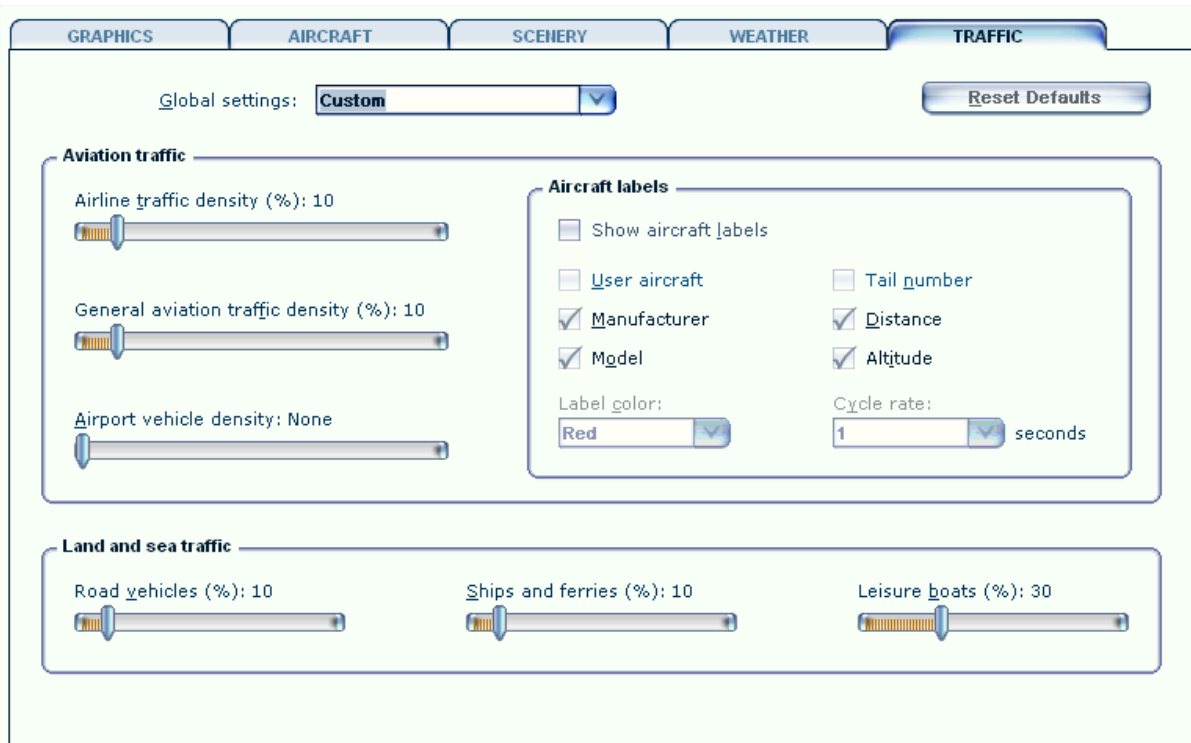 GRAPHICS AIRCRAFT SCENERY WEATHER TRAFFIC
Global settings: Custom Reset Defaults
Aviation traffic
Airline traffic density (%): 10
General aviation traffic density (%): 10
Airport vehicle density: None
Aircraft labels
Show aircraft labels
User aircraft Tail number
Manufacturer Distance
Model Altitude
Label color: Cycle rate:
Red 1 seconds
Land and sea traffic
Road vehicles (%): 10 Ships and ferries (%): 10 Leisure boats (%): 30